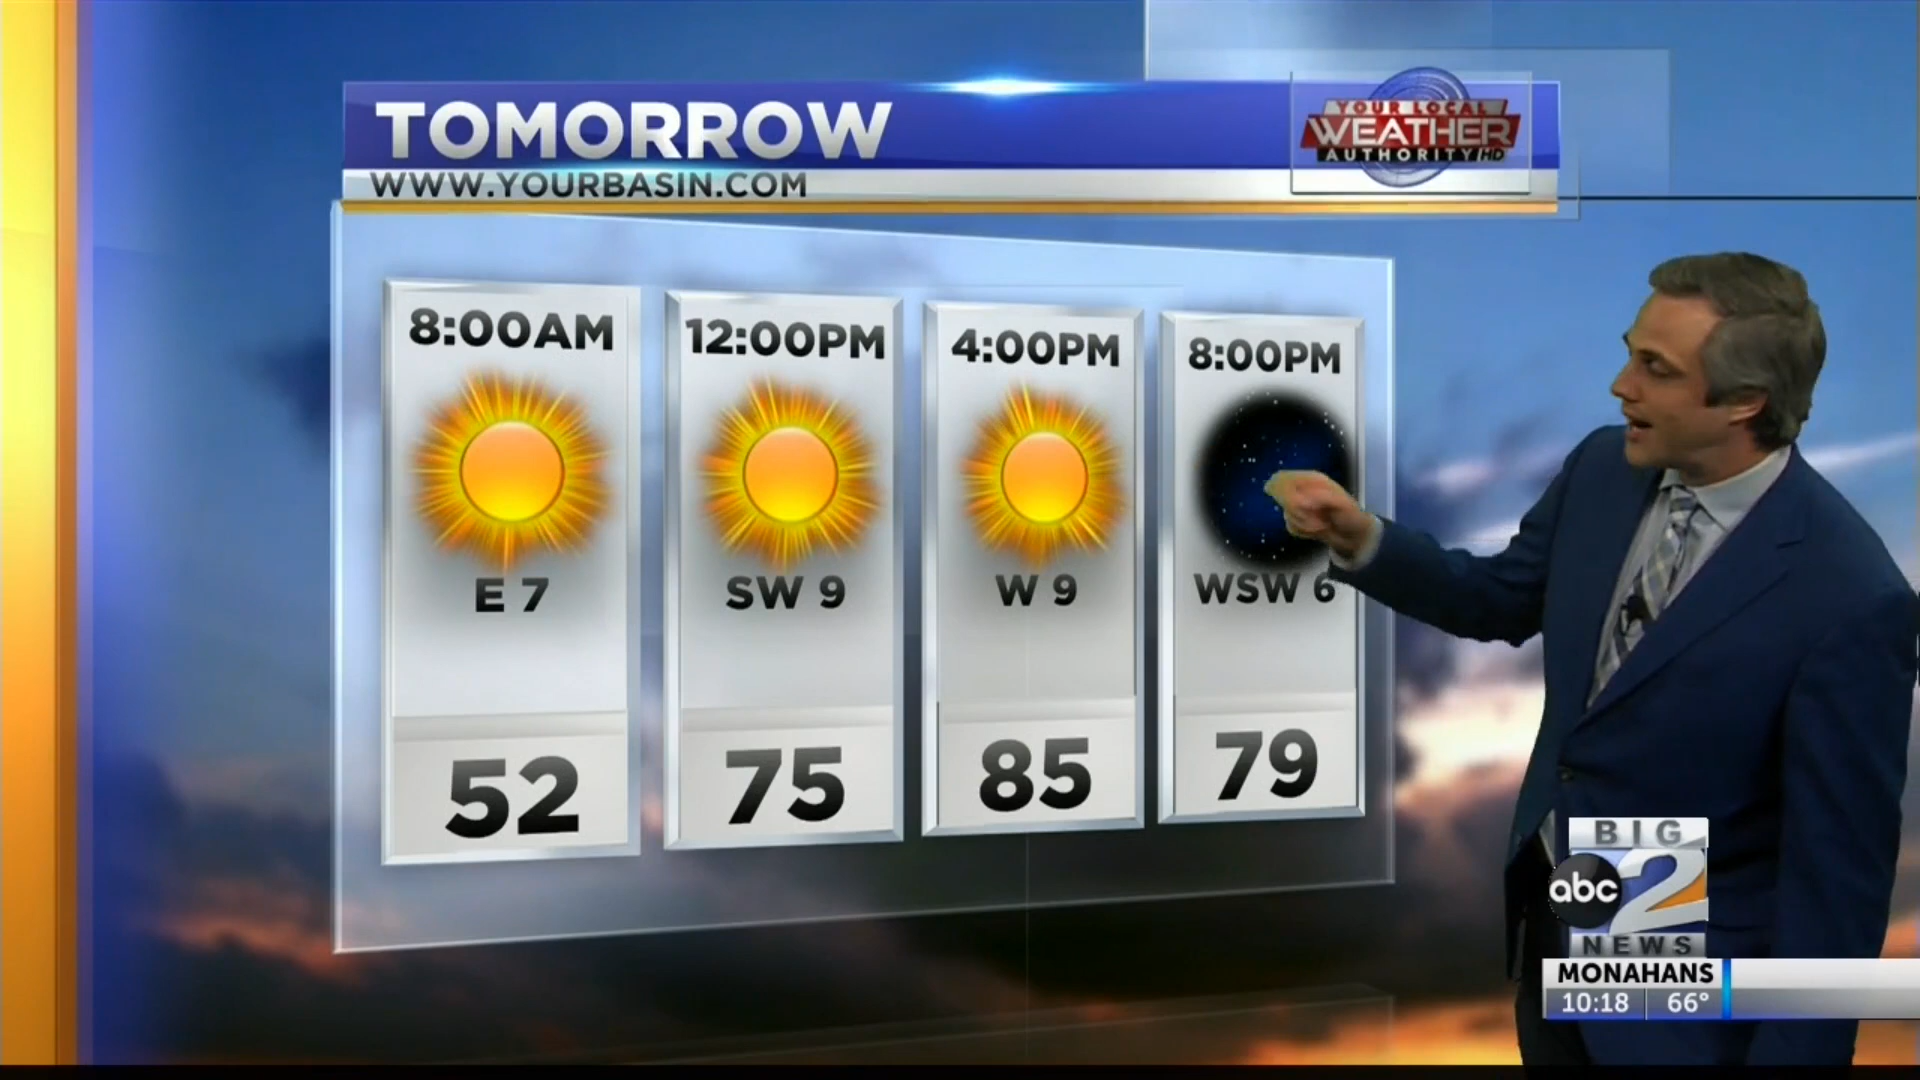 TOMORROW
WWW.YOURBASIN.COM
YOUR LOCAL
WEATHER
AUTHORITY HD
8:00AM
E 7
52
12:00PM
SW 9
75
4:00PM
W 9
85
8:00PM
WSW 6
79
BIG
abc 2
NEWS
MONAHANS
10:18 66°